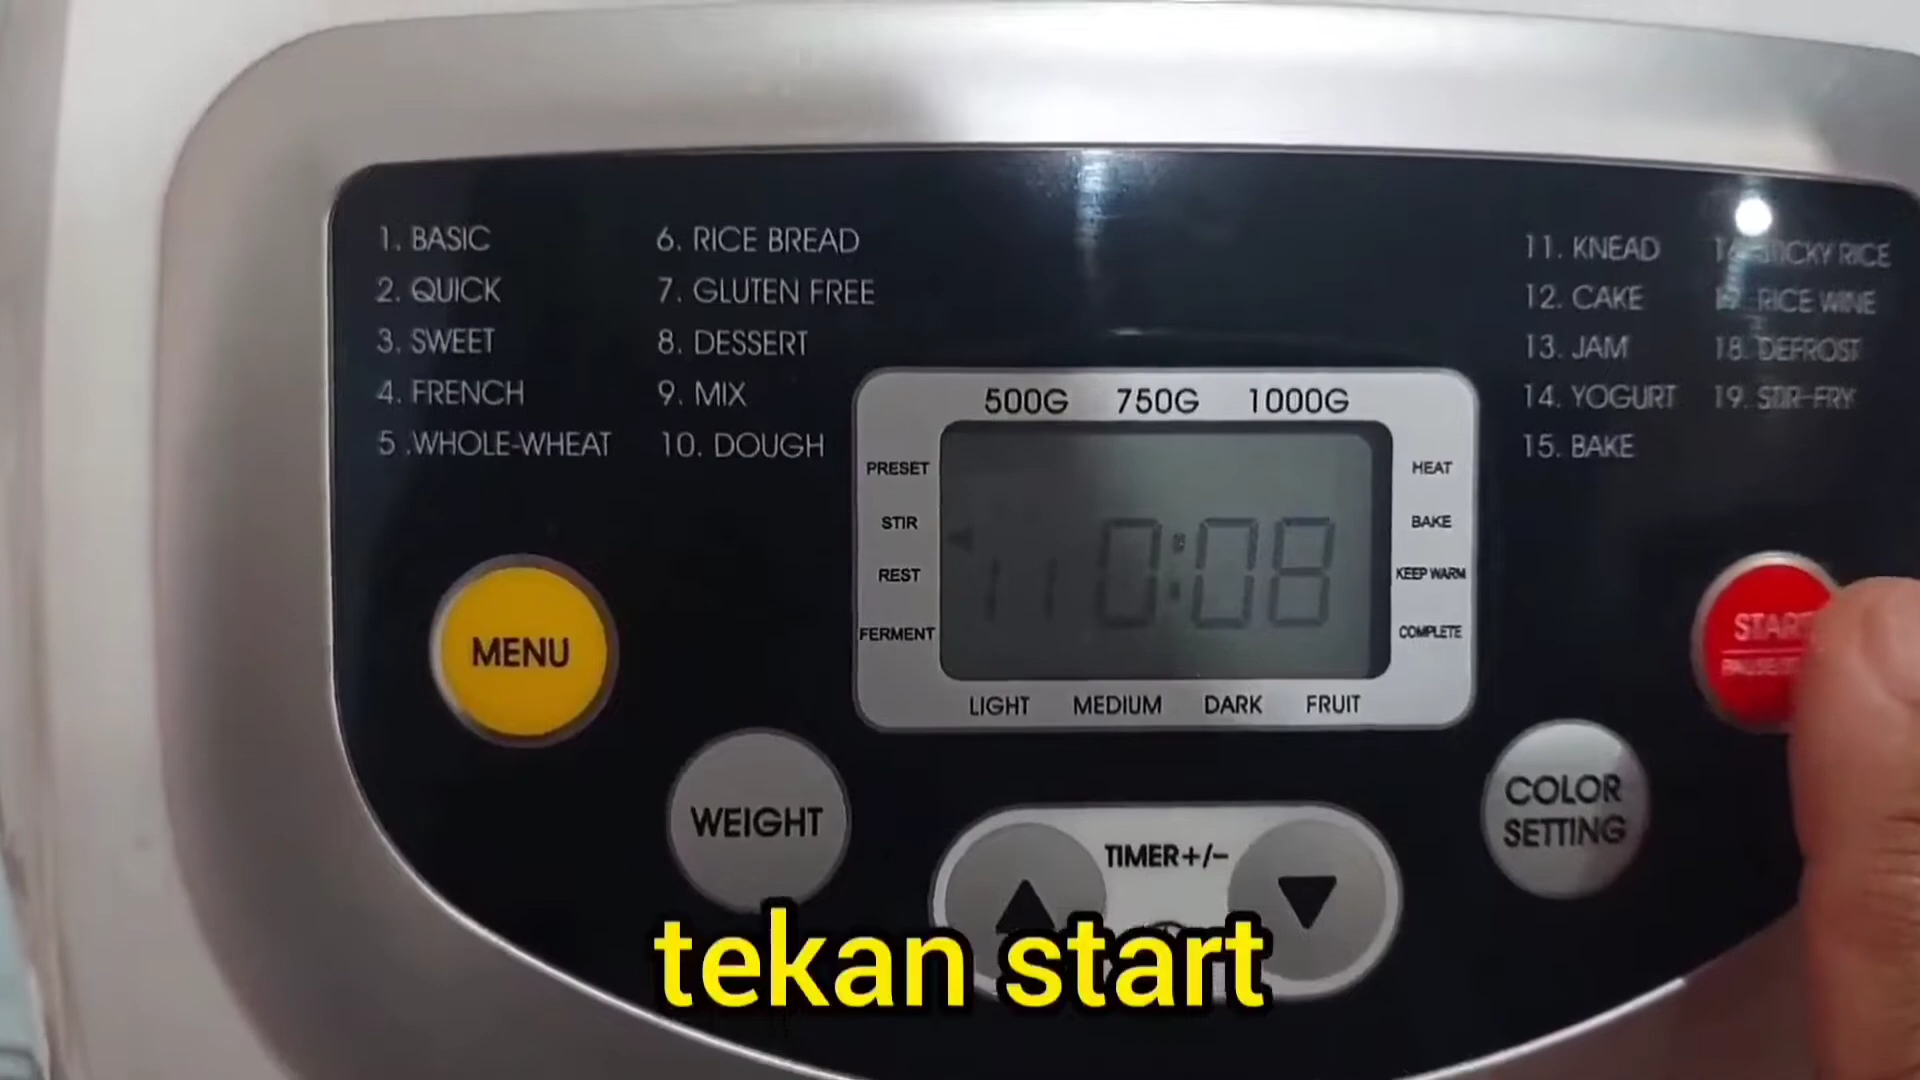 1. BASIC
2. QUICK
3. SWEET
4. FRENCH
5 .WHOLE-WHEAT
6. RICE BREAD
7. GLUTEN FREE
8. DESSERT
9. MIX
10. DOUGH
11. KNEAD
12. CAKE
13. JAM
14. YOGURT
15. BAKE
STICKY RICE
RICE WINE
18. DEFROST
19. STIR-FRY
500G 750G 1000G
PRESET
STIR
REST
FERMENT
11 0:08
HEAT
BAKE
KEEP WARM
COMPLETE
LIGHT MEDIUM DARK FRUIT
MENU
WEIGHT
TIMER+/-
COLOR
SETTING
START
tekan start